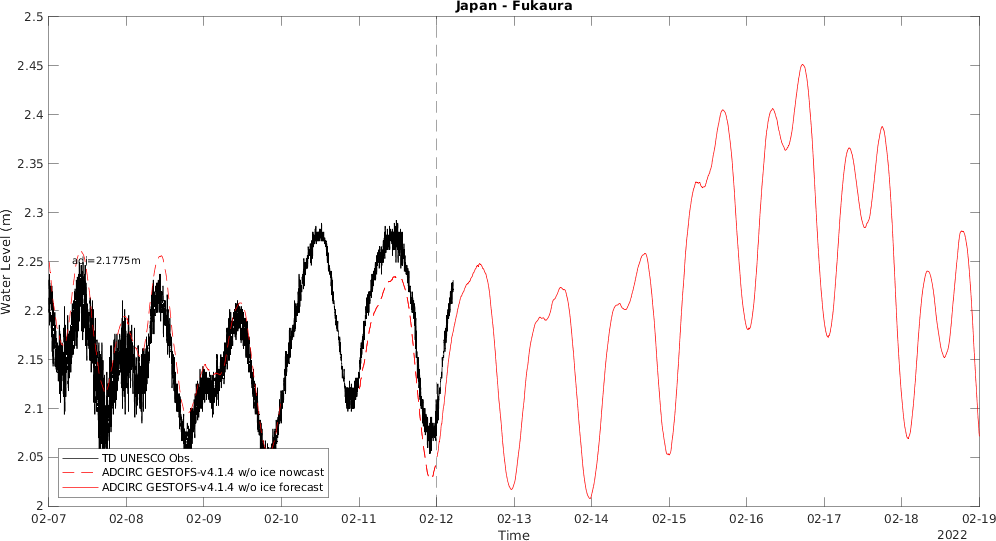 Japan - Fukaura
2.5
2.45
2.4
2.35
2.3
2.25
2.2
2.15
2.1
2.05
2
Water Level (m)
adj=2.1775m
TD UNESCO Obs.
ADCIRC GESTOFS-v4.1.4 w/o ice nowcast
ADCIRC GESTOFS-v4.1.4 w/o ice forecast
02-07 02-08 02-09 02-10 02-11 02-12 02-13 02-14 02-15 02-16 02-17 02-18 02-19
Time
2022